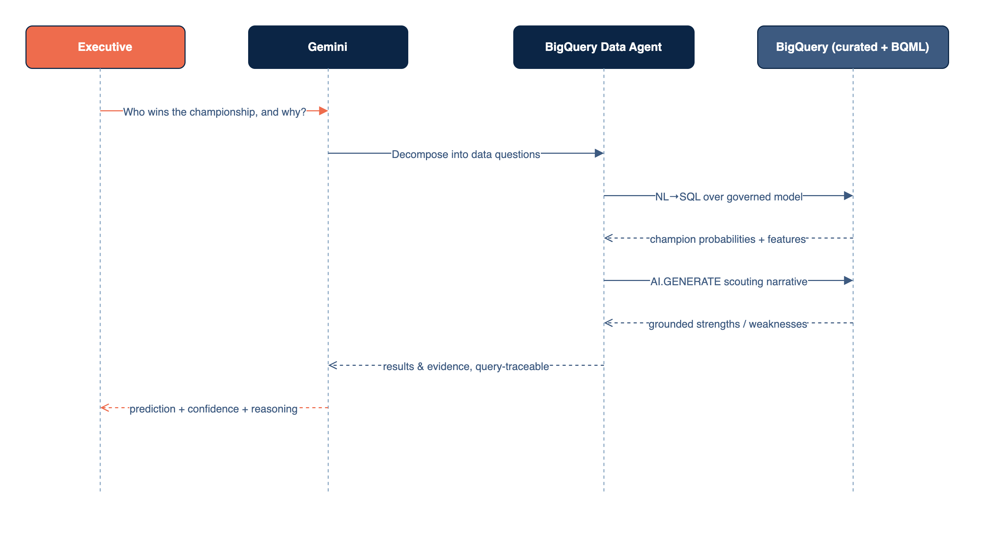 Executive
Gemini
BigQuery Data Agent
BigQuery (curated + BQML)
Who wins the championship, and why?
Decompose into data questions
NL→SQL over governed model
champion probabilities + features
AI.GENERATE scouting narrative
grounded strengths / weaknesses
results & evidence, query-traceable
prediction + confidence + reasoning